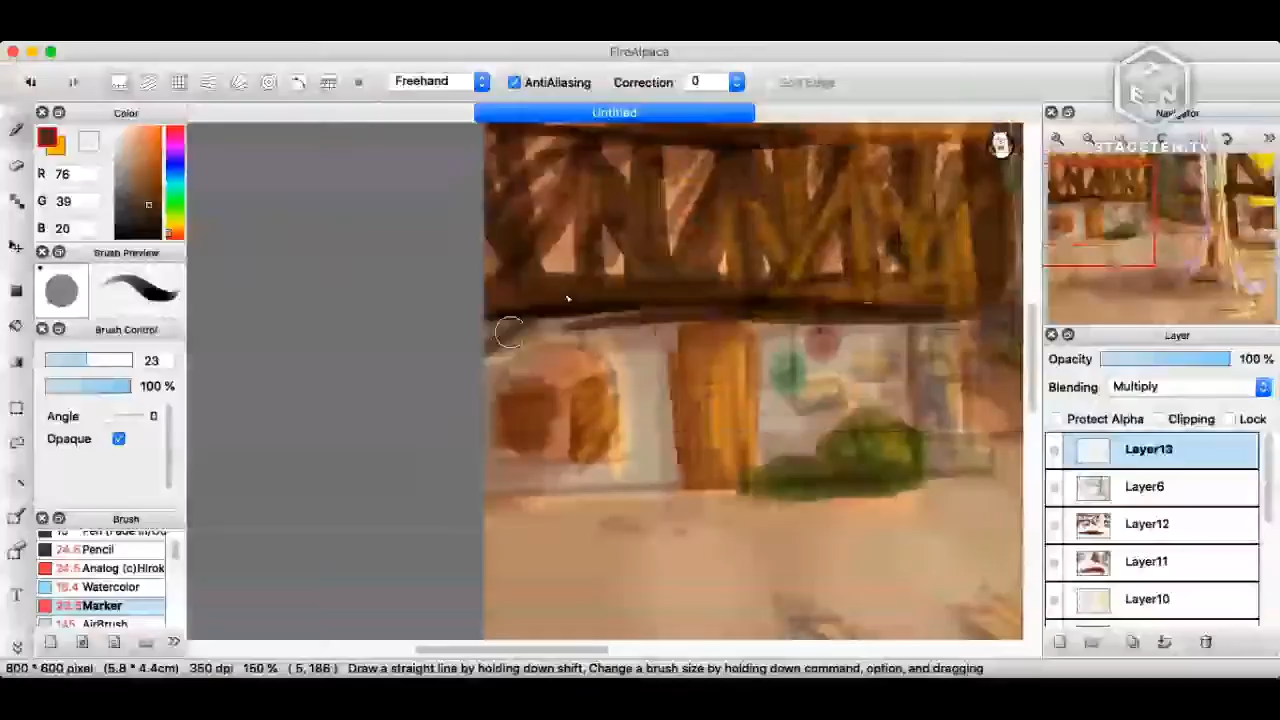 FireAlpaca
Freehand
AntiAliasing
Correction
0
Soft Edge
Color
Untitled
Navigator
STAGETEN.TV
R 76
G 39
B 20
Brush Preview
Brush Control
23
100 %
Angle
0
Opaque
Layer
Opacity
100 %
Blending
Multiply
Protect Alpha
Clipping
Lock
Layer13
Layer6
Layer12
Layer11
Layer10
Brush
Pencil
Analog (c)Hirok
Watercolor
Marker
AirBrush
T
800 * 600 pixel (5.8 * 4.4cm) 350 dpi 150 % ( 5, 186 ) Draw a straight line by holding down shift, Change a brush size by holding down command, option, and dragging